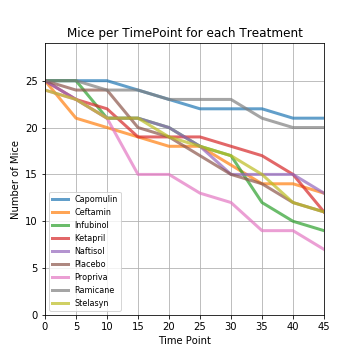 Mice per TimePoint for each Treatment
Number of Mice
25
20
15
10
5
0
Capomulin
Ceftamin
Infubinol
Ketapril
Naftisol
Placebo
Propriva
Ramicane
Stelasyn
0 5 10 15 20 25 30 35 40 45
Time Point